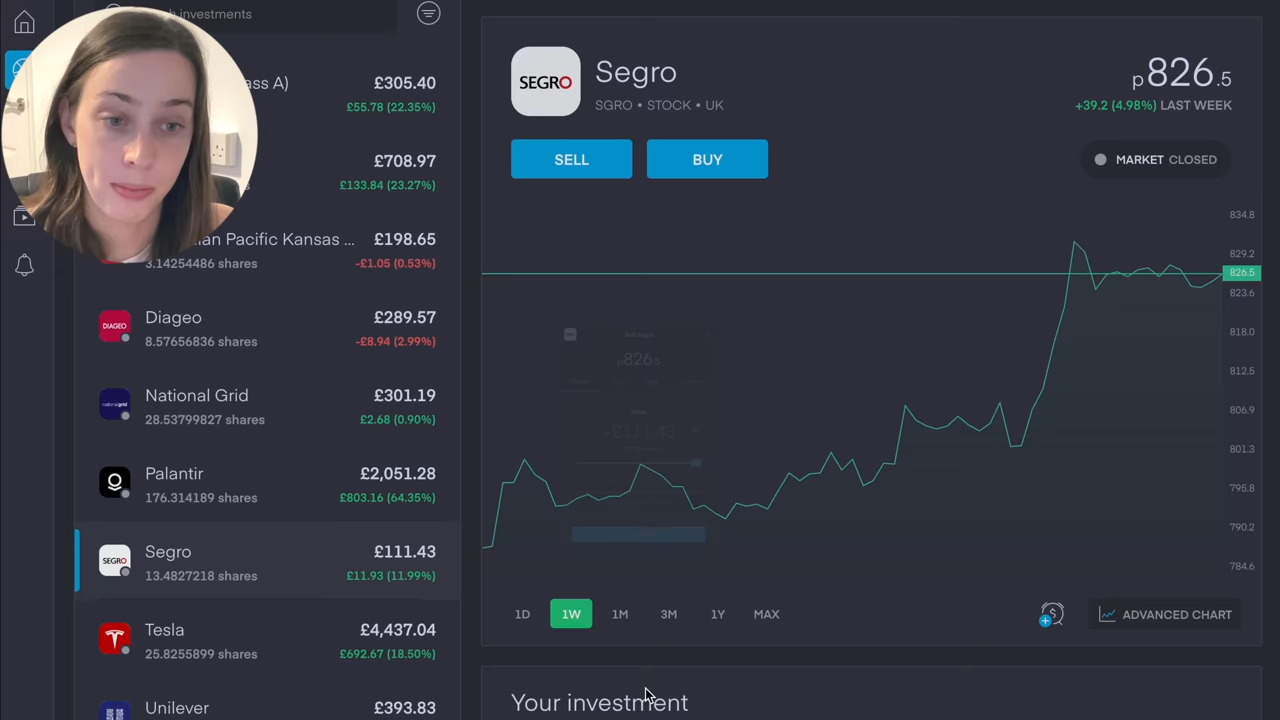 investments
ass A)
£305.40
£55.78 (22.35%)
£708.97
£133.84 (23.27%)
an Pacific Kansas ...
£198.65
3.14254486 shares
-£1.05 (0.53%)
DIAGEO
Diageo
£289.57
8.57656836 shares
-£8.94 (2.99%)
nationalgrid
National Grid
£301.19
28.53799827 shares
£2.68 (0.90%)
Palantir
£2,051.28
176.314189 shares
£803.16 (64.35%)
SEGRO
Segro
£111.43
13.4827218 shares
£11.93 (11.99%)
Tesla
£4,437.04
25.8255899 shares
£692.67 (18.50%)
Unilever
£393.83
SEGRO
Segro
SGRO • STOCK • UK
p826.5
+39.2 (4.98%) LAST WEEK
SELL
BUY
MARKET CLOSED
834.8
829.2
826.5
823.6
818.0
812.5
806.9
801.3
795.8
790.2
784.6
p826.5
-£111.43
1D
1W
1M
3M
1Y
MAX
ADVANCED CHART
Your investment